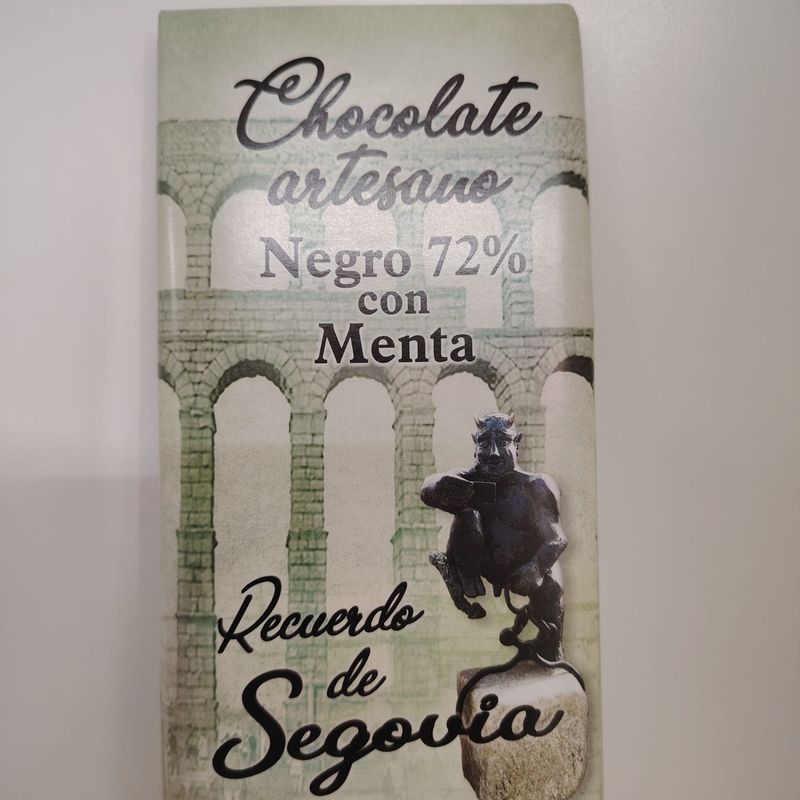 Chocolate
artesano
Negro 72%
con
Menta
Recuerdo
de
Segovia